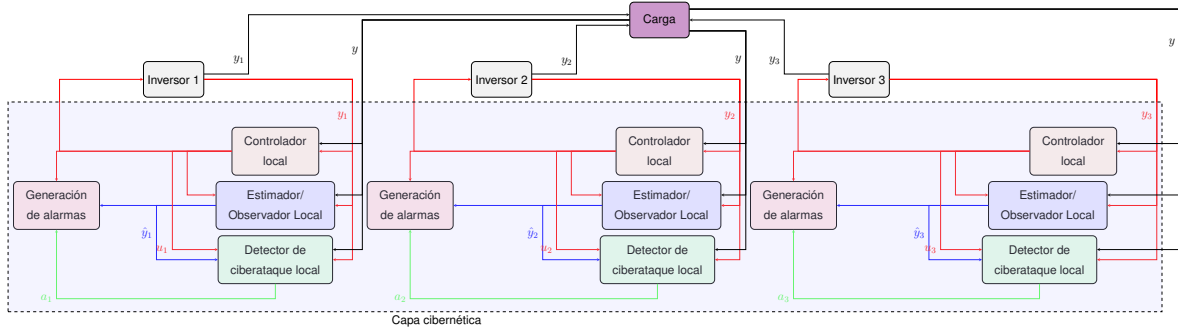 Carga
y₁
y
y₂
y
y₃
y
Inversor 1
Inversor 2
Inversor 3
y₁
y₂
y₃
Controlador
local
Controlador
local
Controlador
local
Generación
de alarmas
Estimador/
Observador Local
Generación
de alarmas
Estimador/
Observador Local
Generación
de alarmas
Estimador/
Observador Local
ŷ₁
u₁
Detector de
ciberataque local
ŷ₂
u₂
Detector de
ciberataque local
ŷ₃
u₃
Detector de
ciberataque local
a₁
a₂
a₃
Capa cibernética